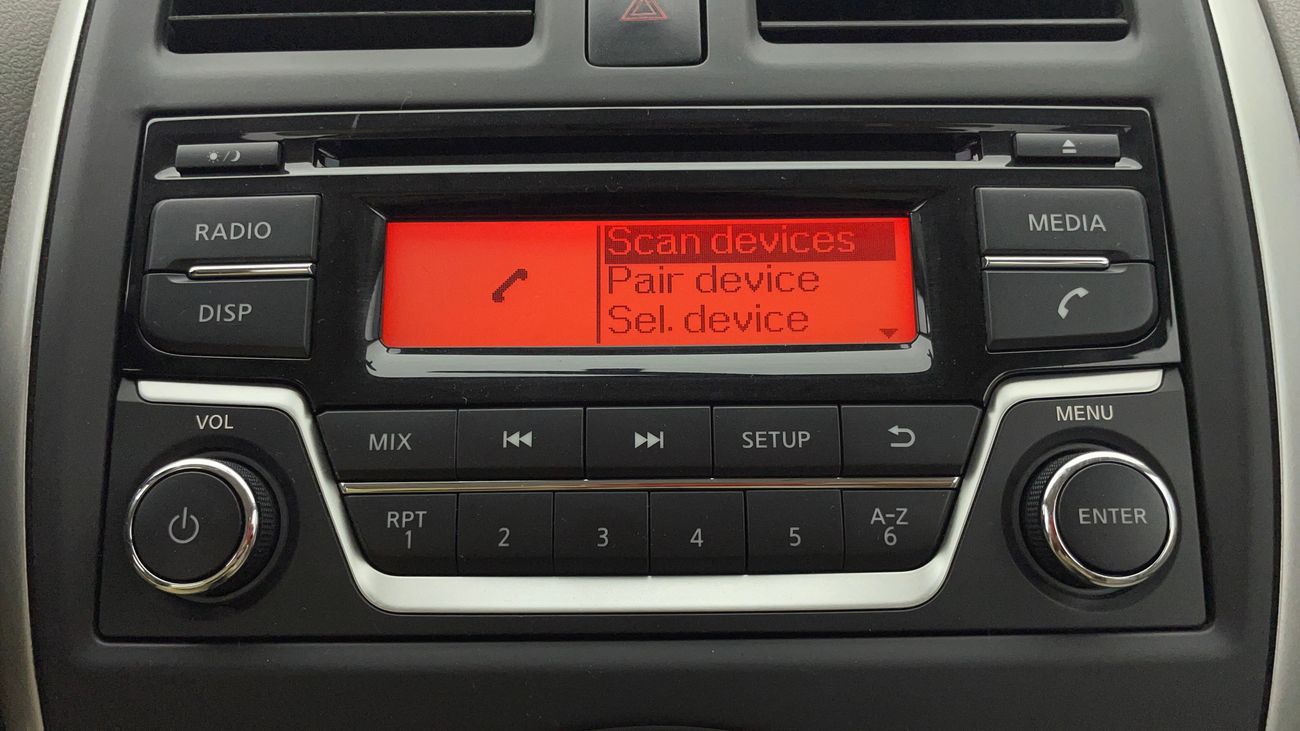 RADIO
DISP
Scan devices
Pair device
Sel. device
MEDIA
VOL
MENU
MIX
SETUP
RPT
1
2
3
4
5
A-Z
6
ENTER